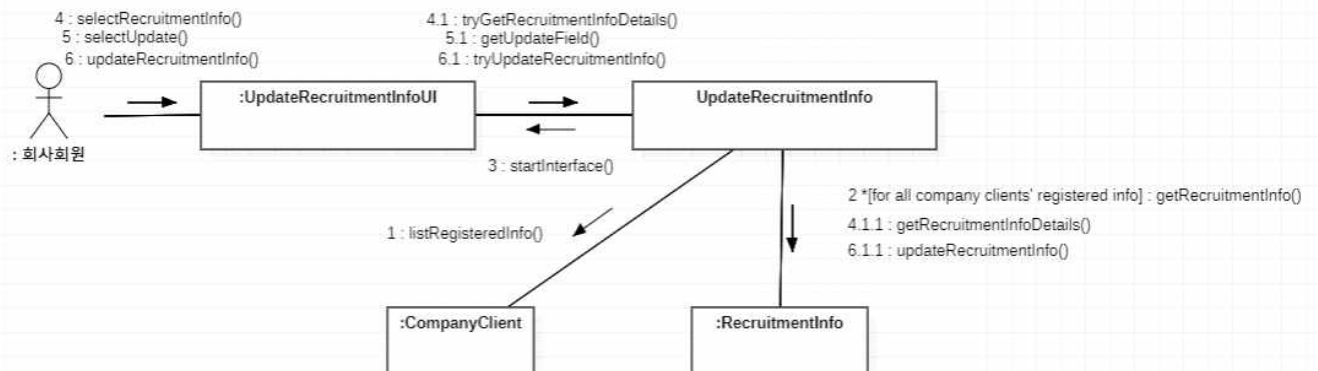 4 : selectRecruitmentInfo()
5 : selectUpdate()
6 : updateRecruitmentInfo()
4.1 : tryGetRecruitmentInfoDetails()
5.1 : getUpdateField()
6.1 : tryUpdateRecruitmentInfo()
:UpdateRecruitmentInfoUI
UpdateRecruitmentInfo
: 회사회원
3 : startInterface()
2 *[for all company clients' registered info] : getRecruitmentInfo()
4.1.1 : getRecruitmentInfoDetails()
6.1.1 : updateRecruitmentInfo()
1 : listRegisteredInfo()
:CompanyClient
:RecruitmentInfo